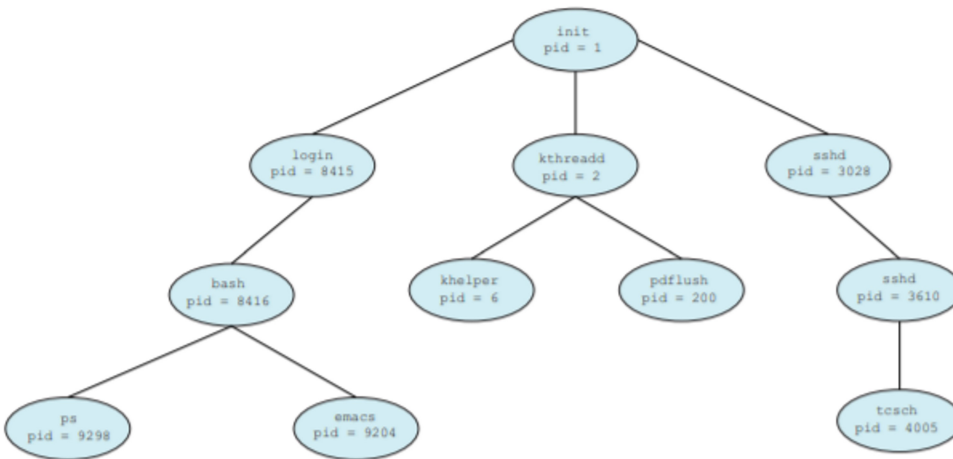 init
pid = 1
login
pid = 8415
kthreadd
pid = 2
sshd
pid = 3028
bash
pid = 8416
khelper
pid = 6
pdflush
pid = 200
sshd
pid = 3610
ps
pid = 9298
emacs
pid = 9204
tcsch
pid = 4005